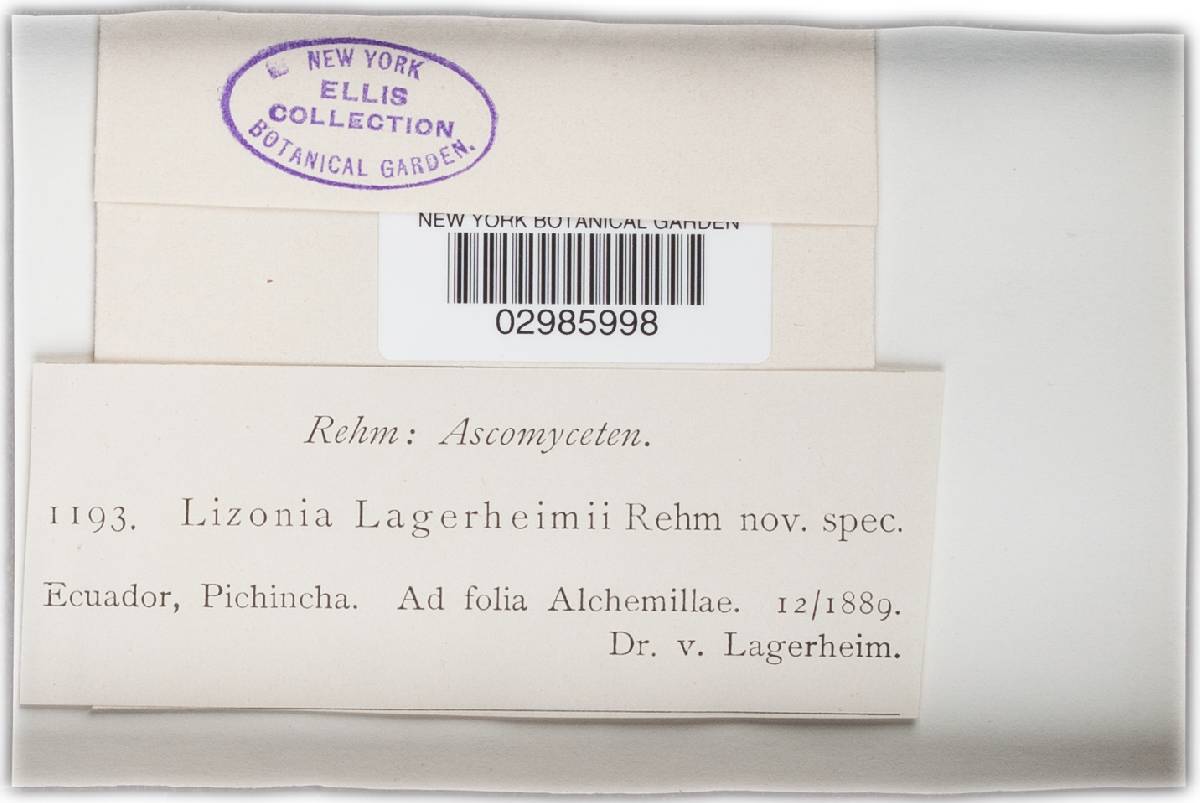 NEW YORK
ELLIS
COLLECTION
BOTANICAL GARDEN.
NEW YORK BOTANICAL GARDEN
02985998
Rehm: Ascomyceten.
1193. Lizonia Lagerheimii Rehm nov. spec.
Ecuador, Pichincha. Ad folia Alchemillae. 12/1889.
Dr. v. Lagerheim.